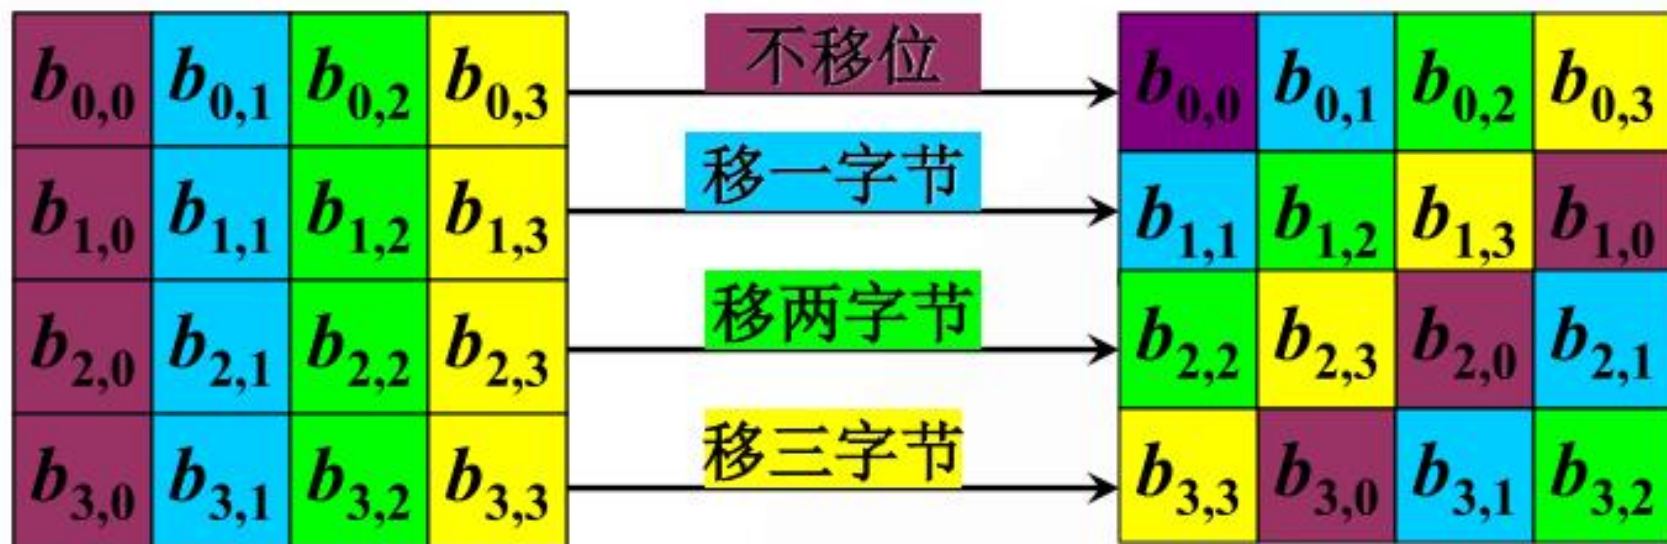 b0,0 b0,1 b0,2 b0,3 不移位 b0,0 b0,1 b0,2 b0,3
b1,0 b1,1 b1,2 b1,3 移一字节 b1,1 b1,2 b1,3 b1,0
b2,0 b2,1 b2,2 b2,3 移两字节 b2,2 b2,3 b2,0 b2,1
b3,0 b3,1 b3,2 b3,3 移三字节 b3,3 b3,0 b3,1 b3,2